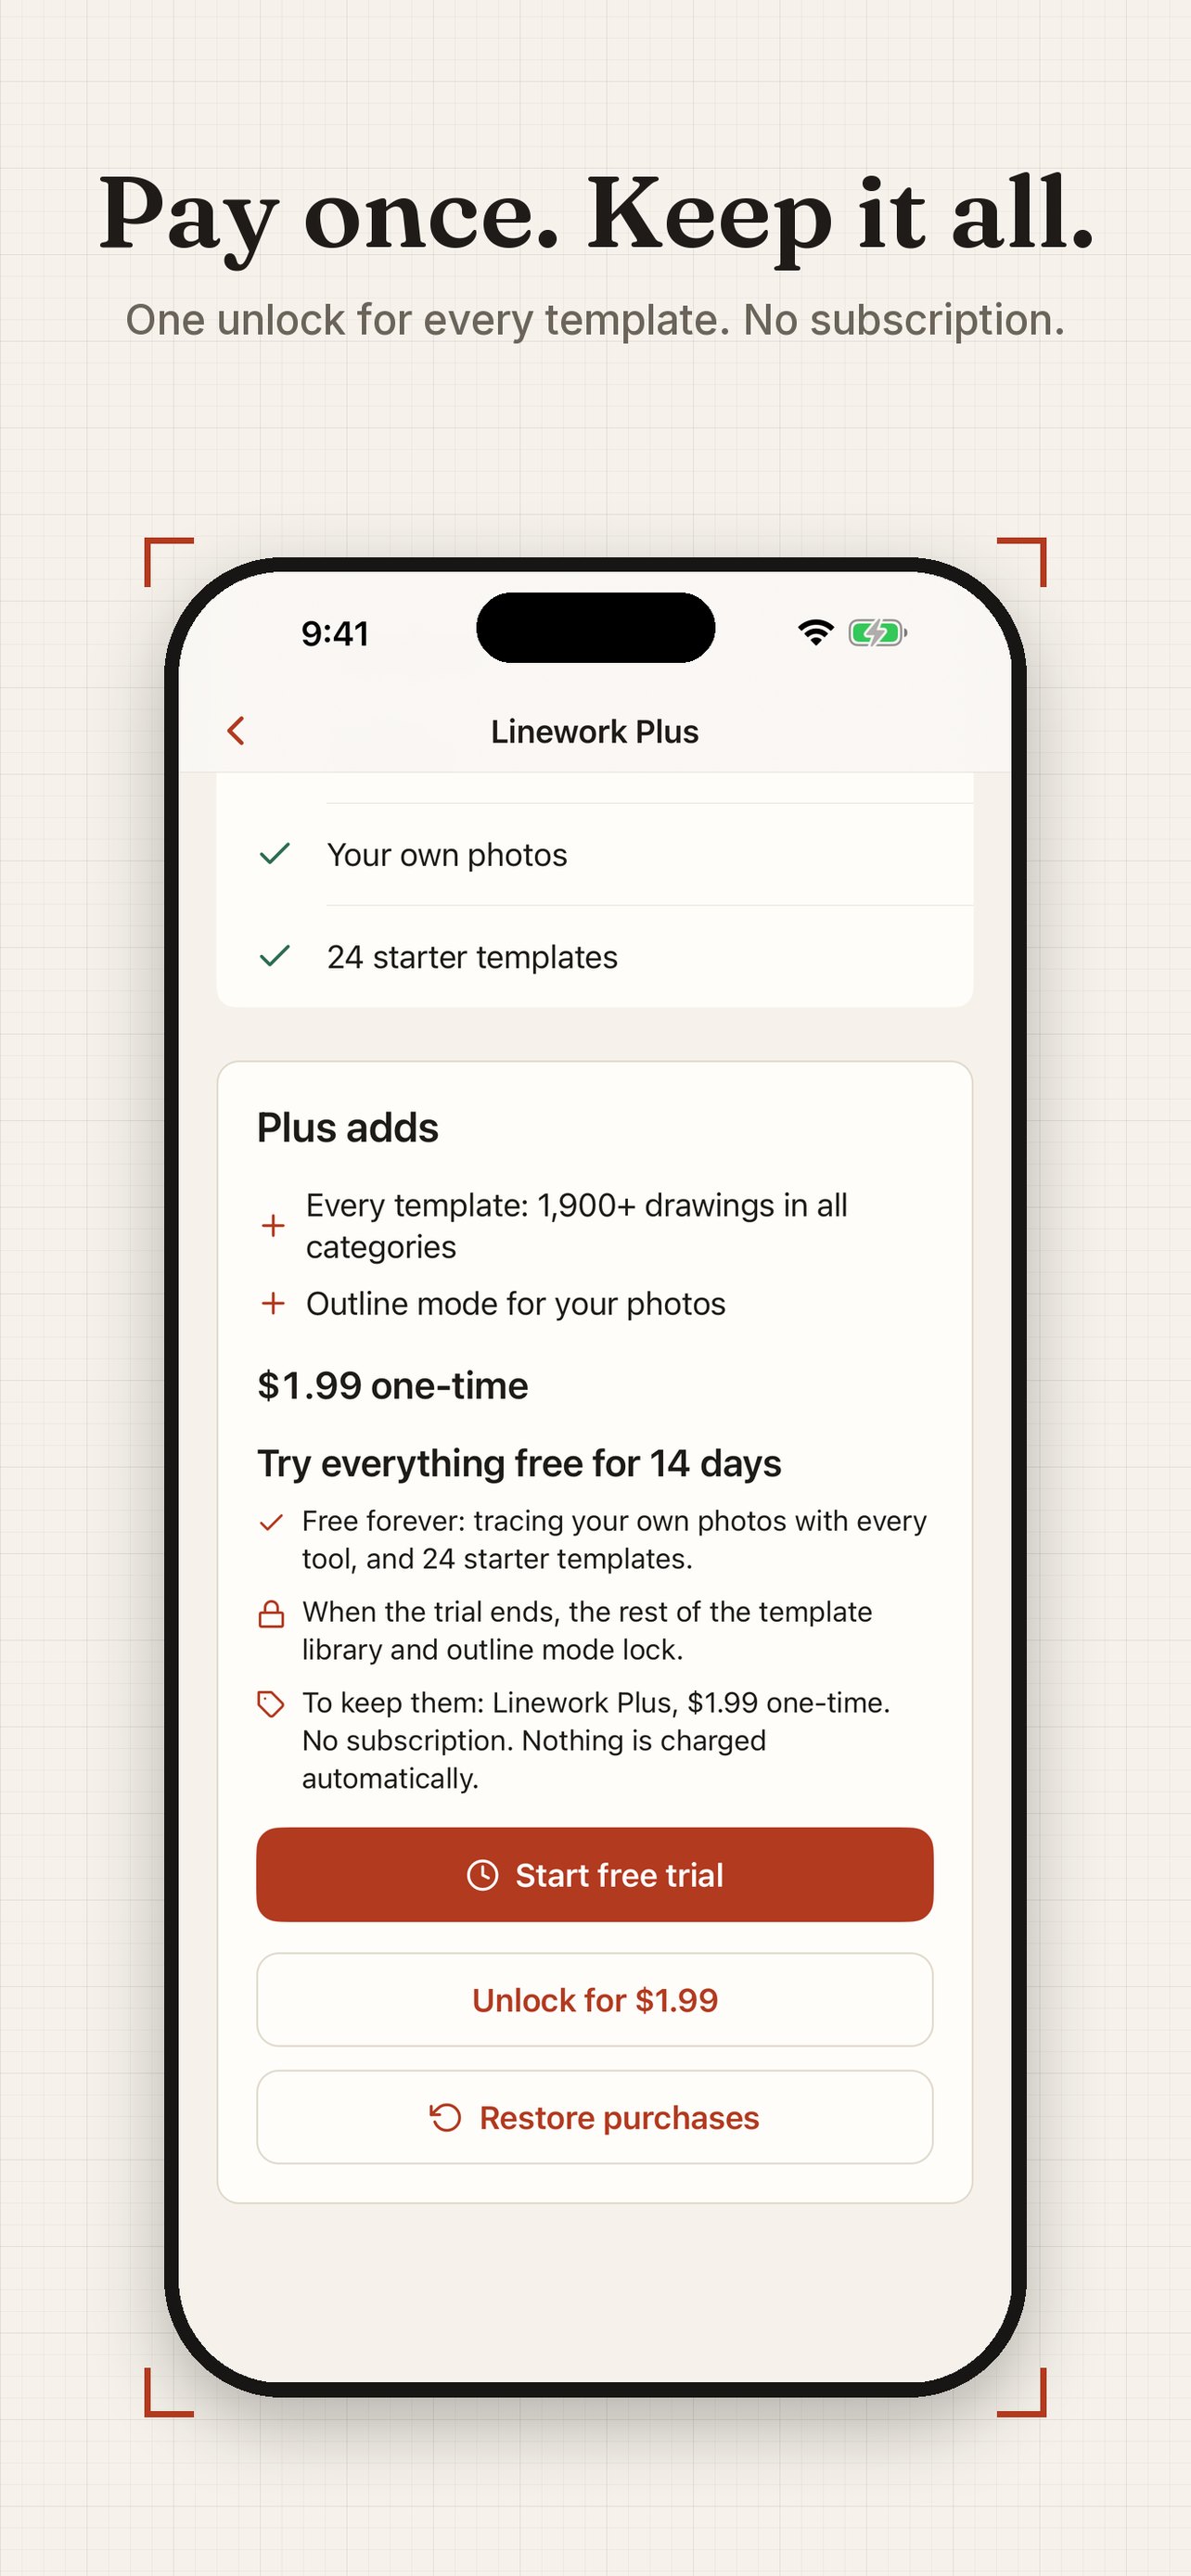 Pay once. Keep it all.
One unlock for every template. No subscription.
9:41
Linework Plus
Your own photos
24 starter templates
Plus adds
Every template: 1,900+ drawings in all
categories
Outline mode for your photos
$1.99 one-time
Try everything free for 14 days
Free forever: tracing your own photos with every
tool, and 24 starter templates.
When the trial ends, the rest of the template
library and outline mode lock.
To keep them: Linework Plus, $1.99 one-time.
No subscription. Nothing is charged
automatically.
Start free trial
Unlock for $1.99
Restore purchases